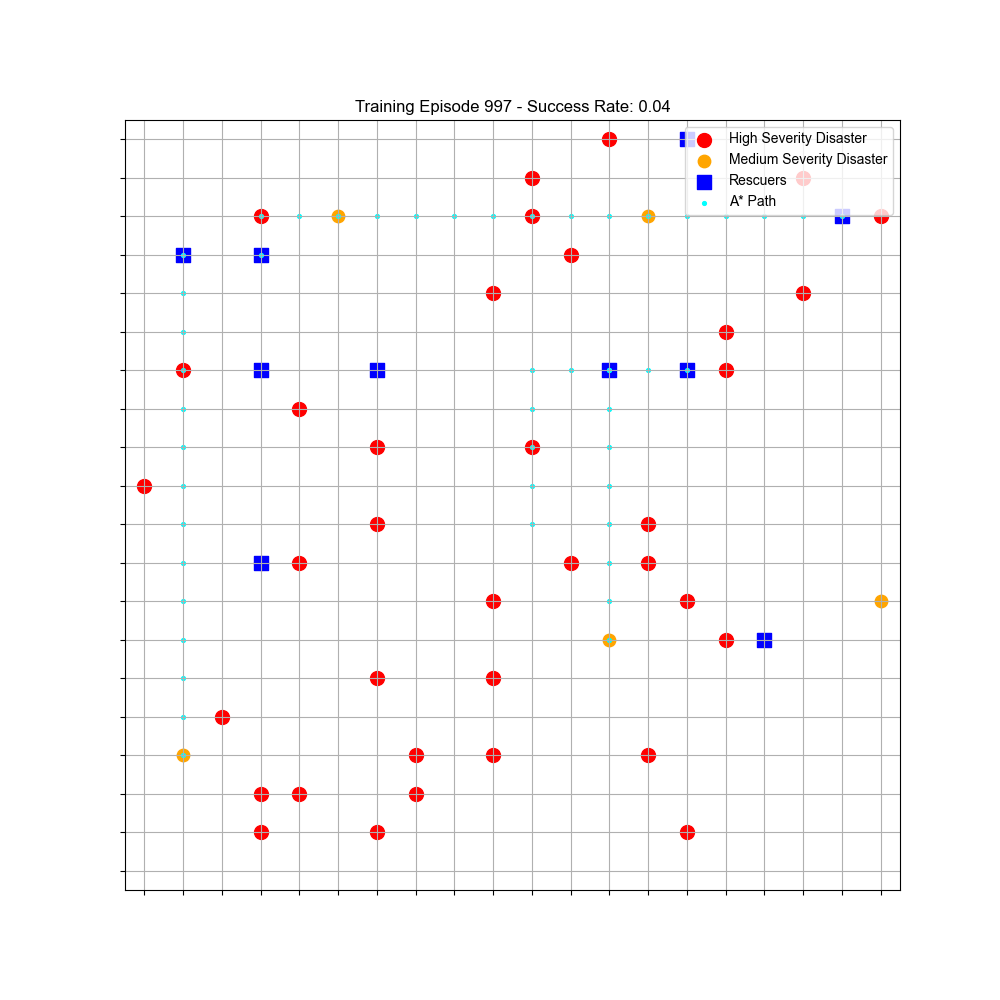 Training Episode 997 - Success Rate: 0.04
High Severity Disaster
Medium Severity Disaster
Rescuers
A* Path